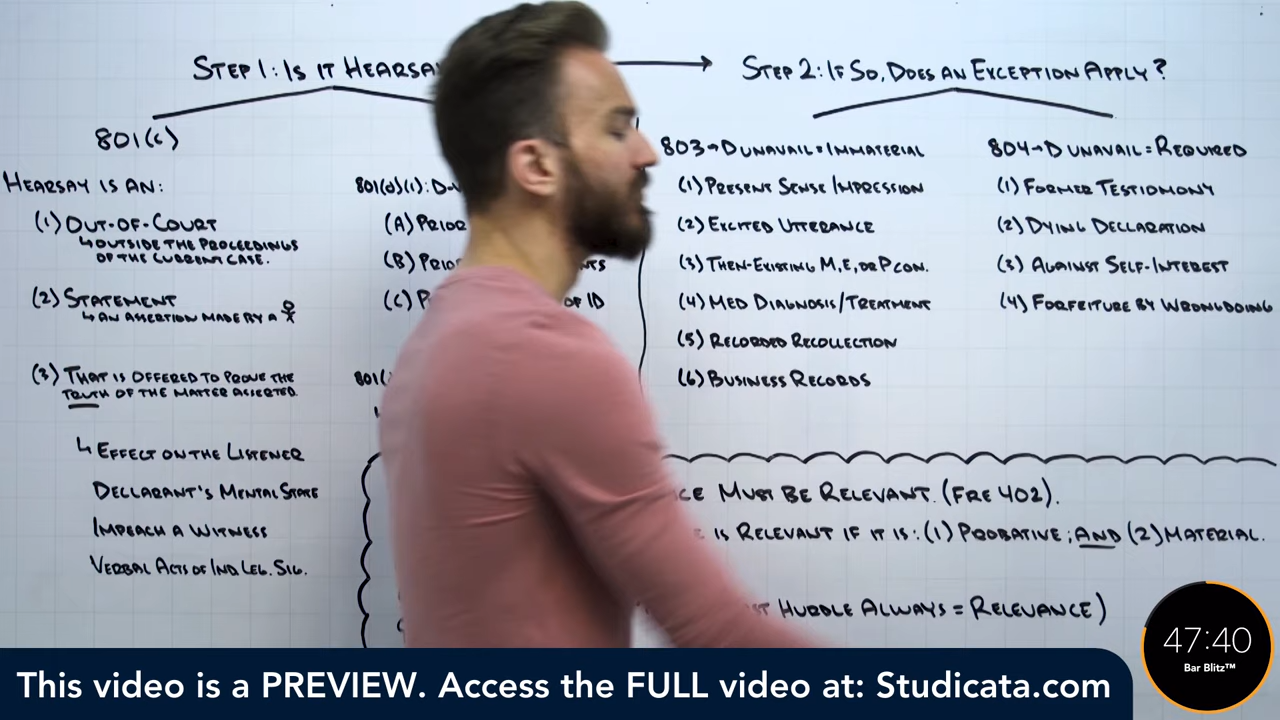 STEP 1: IS IT HEARSA
801(c)
HEARSAY IS AN:
(1) OUT-OF-COURT
↳ OUTSIDE THE PROCEEDINGS
OF THE CURRENT CASE.
(2) STATEMENT
↳ AN ASSERTION MADE BY A
(3) THAT IS OFFERED TO PROVE THE
TRUTH OF THE MATTER ASSERTED.
↳ EFFECT ON THE LISTENER
DECLARANT'S MENTAL STATE
IMPEACH A WITNESS
VERBAL ACTS OF IND. LEG. SIG.
801(d)(1): D-
(A) PRIOR
(B) PRIO
NTS
(C) P
OF ID
801(
STEP 2: IF SO, DOES AN EXCEPTION APPLY?
803→D UNAVAIL = IMMATERIAL
(1) PRESENT SENSE IMPRESSION
(2) EXCITED UTTERANCE
(3) THEN-EXISTING M, E, OR P CON.
(4) MED DIAGNOSIS/TREATMENT
(5) RECORDED RECOLLECTION
(6) BUSINESS RECORDS
804→D UNAVAIL = REQUIRED
(1) FORMER TESTIOMONY
(2) DYING DECLARATION
(3) AGAINST SELF-INTEREST
(4) FORFEITURE BY WRONGDOING
CE MUST BE RELEVANT. (FRE 402).
IS RELEVANT IF IT IS: (1) PROBATIVE; AND (2) MATERIAL.
ST HURDLE ALWAYS = RELEVANCE)
47:40
Bar Blitz™
This video is a PREVIEW. Access the FULL video at: Studicata.com